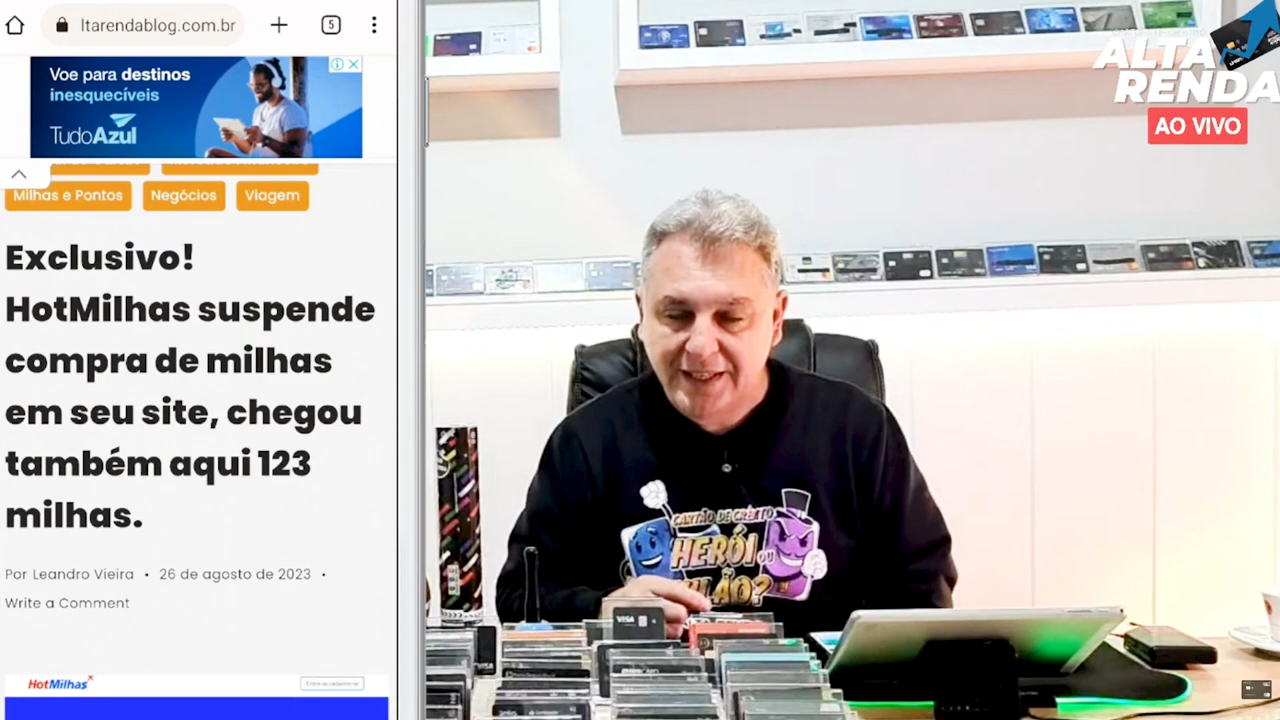 ltarendablog.com.br
5
Voe para destinos
inesquecíveis
TudoAzul
Milhas e Pontos
Negócios
Viagem
Exclusivo!
HotMilhas suspende
compra de milhas
em seu site, chegou
também aqui 123
milhas.
Por Leandro Vieira • 26 de agosto de 2023 •
Write a Comment
HotMilhas
ALTA
RENDA
AO VIVO
CARTÃO DE CRÉDITO
HERÓI OU
VILÃO?
VISA